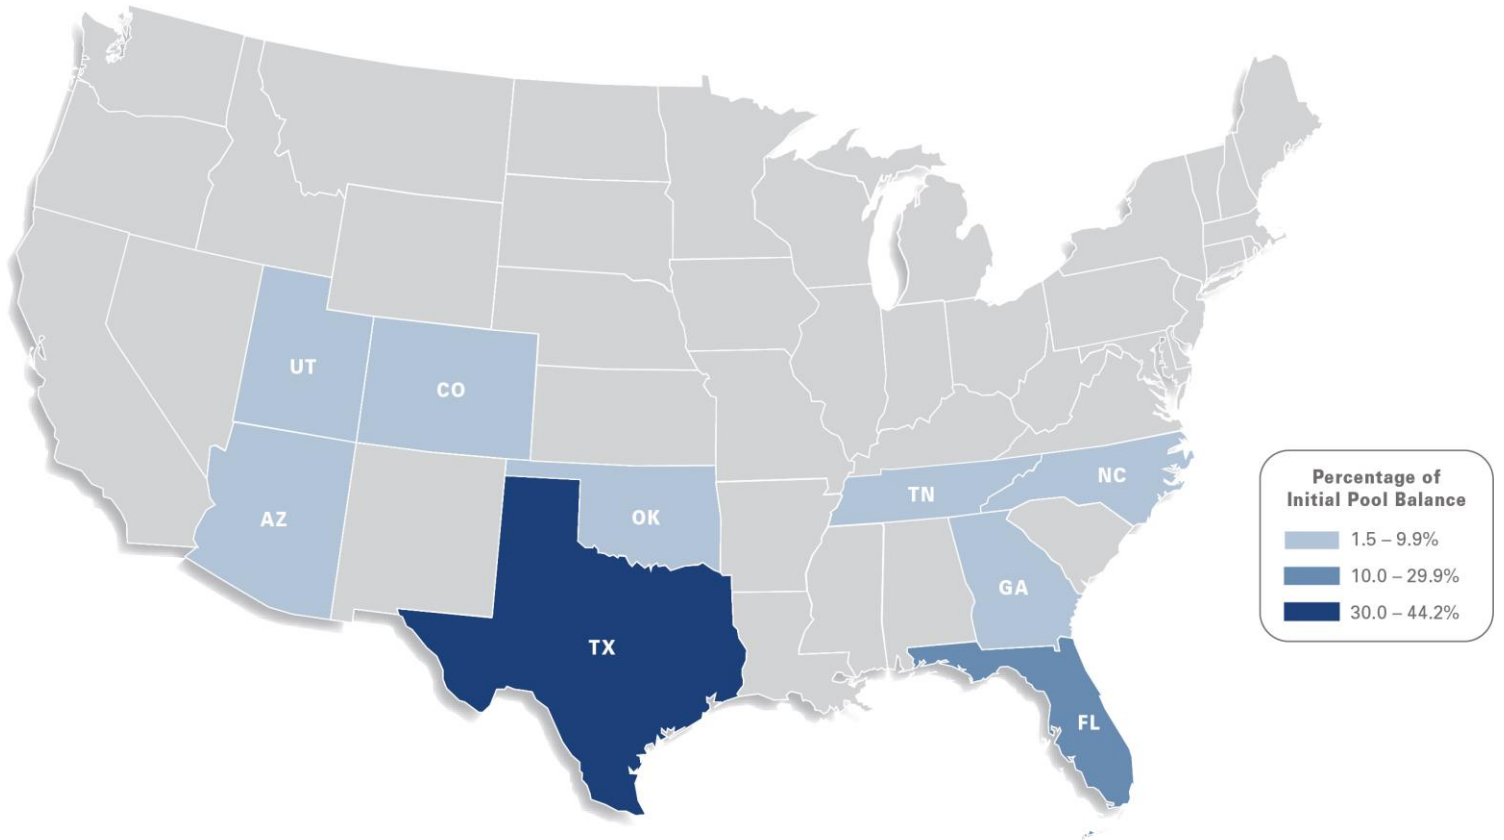 UT
CO
AZ
OK
TN
NC
GA
TX
FL
Percentage of
Initial Pool Balance
1.5 – 9.9%
10.0 – 29.9%
30.0 – 44.2%